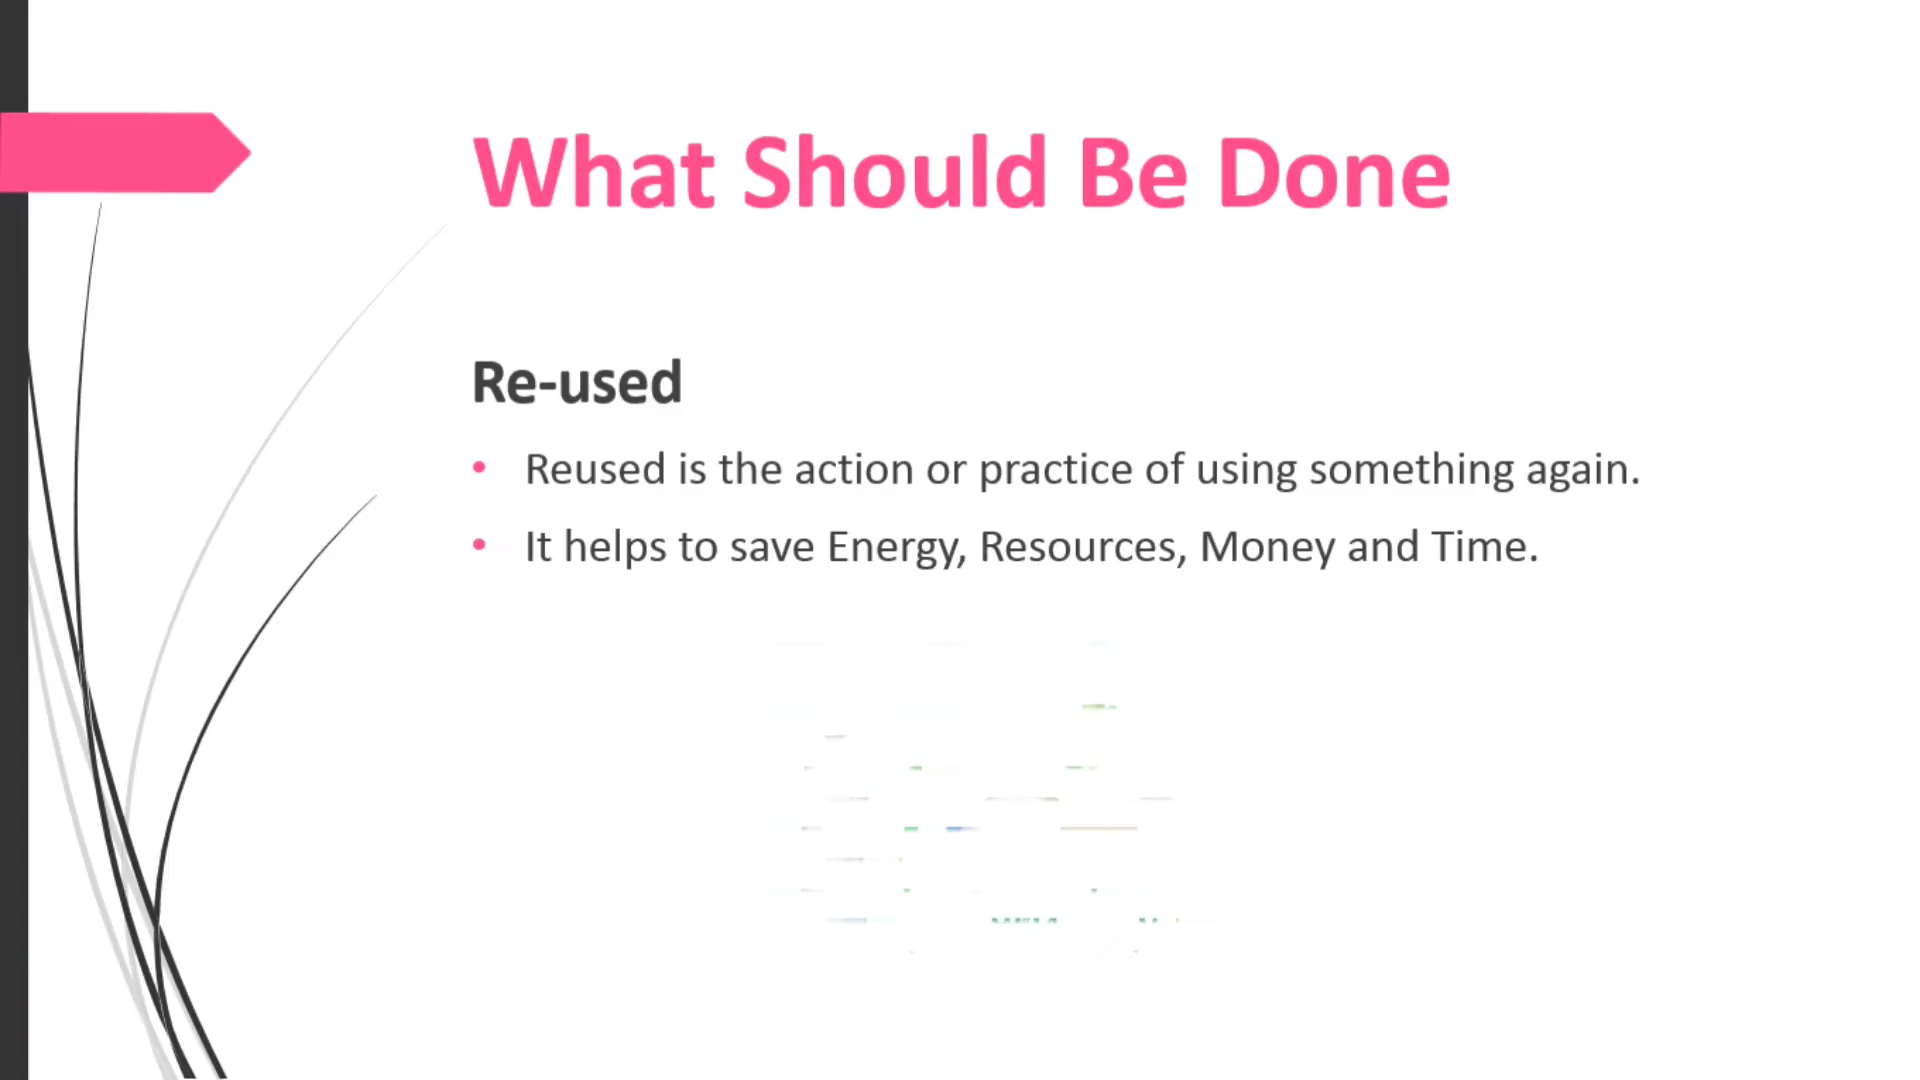 What Should Be Done
Re-used
• Reused is the action or practice of using something again.
• It helps to save Energy, Resources, Money and Time.